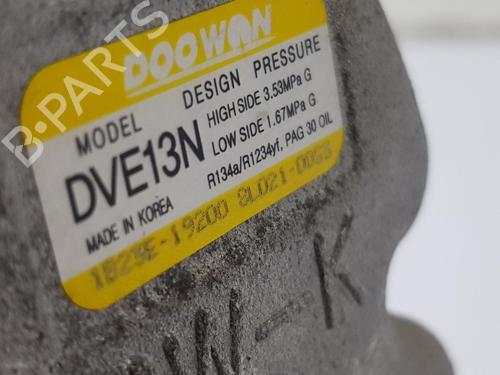 DOOWON
MODEL
DVE13N
MADE IN KOREA
DESIGN PRESSURE
HIGH SIDE 3.53MPa G
LOW SIDE 1.67MPa G
R134a/R1234yf, PAG 30 OIL
B-PARTS